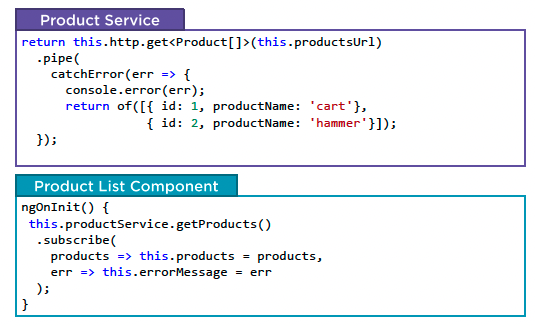 Product Service
return this.http.get<Product[]>(this.productsUrl)
  .pipe(
    catchError(err => {
      console.error(err);
      return of([{ id: 1, productName: 'cart'},
                 { id: 2, productName: 'hammer'}]);
  });
Product List Component
ngOnInit() {
 this.productService.getProducts()
  .subscribe(
    products => this.products = products,
    err => this.errorMessage = err
  );
}